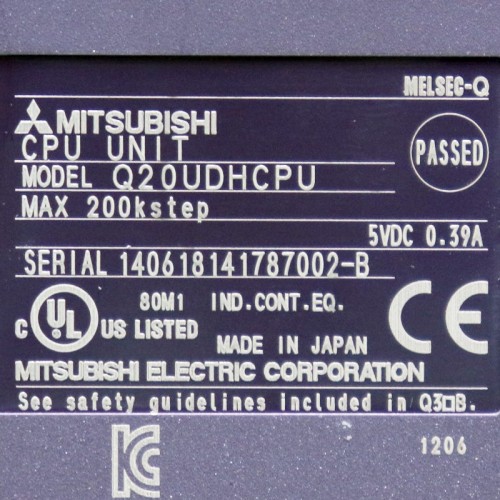 MELSEC-Q
MITSUBISHI
CPU UNIT
PASSED
MODEL Q20UDHCPU
MAX 200kstep
5VDC 0.39A
SERIAL 140618141787002-B
C UL US LISTED
80M1 IND.CONT.EQ.
CE
MADE IN JAPAN
MITSUBISHI ELECTRIC CORPORATION
See safety guidelines included in Q3□B.
KC
1206